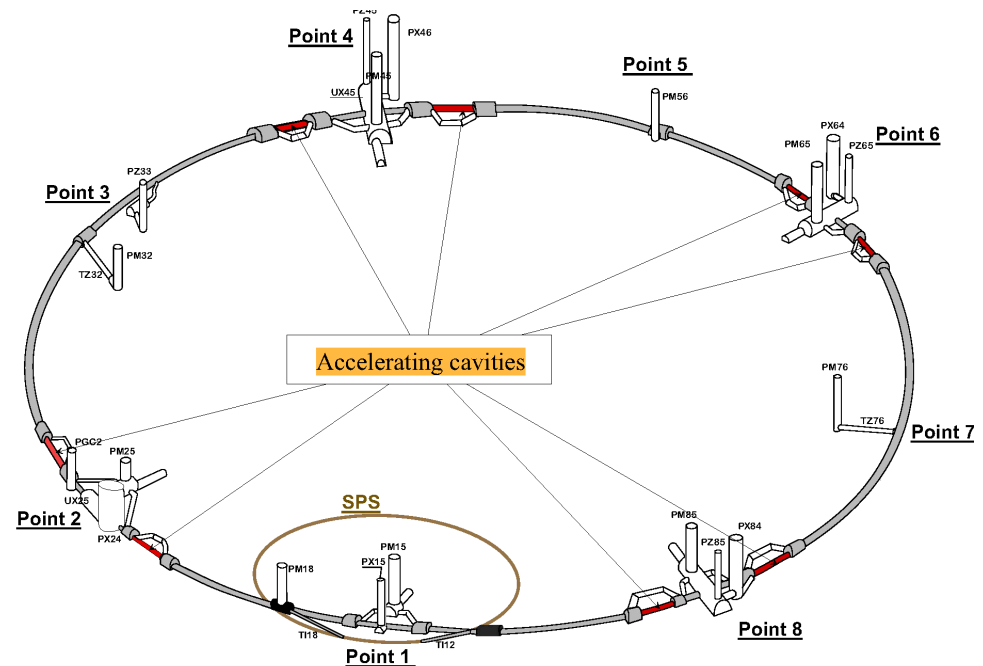 PZ45
Point 4
PX46
PM45
UX45
Point 5
PM56
PX64
Point 6
PM65
PZ65
Point 3
PZ33
PM32
TZ32
Accelerating cavities
PM76
TZ76
Point 7
PGC2
PM25
UX25
Point 2
PX24
SPS
PM18
PX15
PM15
TI18
TI12
Point 1
PM85
PX84
PZ85
Point 8